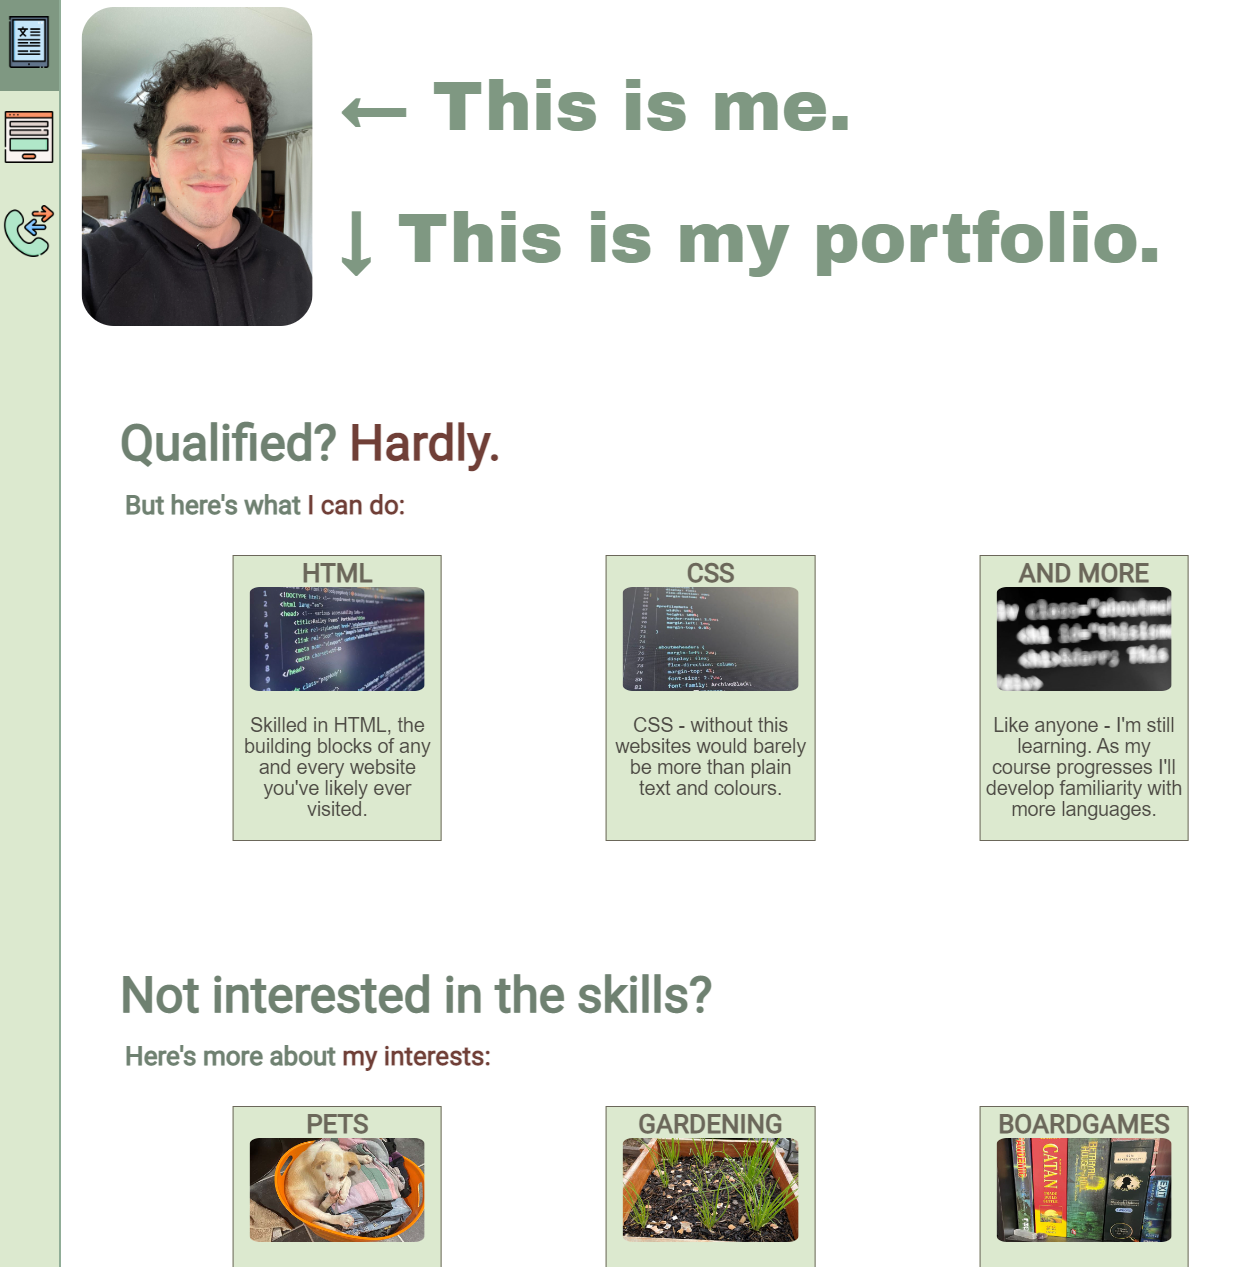 ← This is me.
↓ This is my portfolio.
Qualified? Hardly.
But here's what I can do:
HTML
CSS
AND MORE
Skilled in HTML, the
building blocks of any
and every website
you've likely ever
visited.
CSS - without this
websites would barely
be more than plain
text and colours.
Like anyone - I'm still
learning. As my
course progresses I'll
develop familiarity with
more languages.
Not interested in the skills?
Here's more about my interests:
PETS
GARDENING
BOARDGAMES
CATAN
EXIT